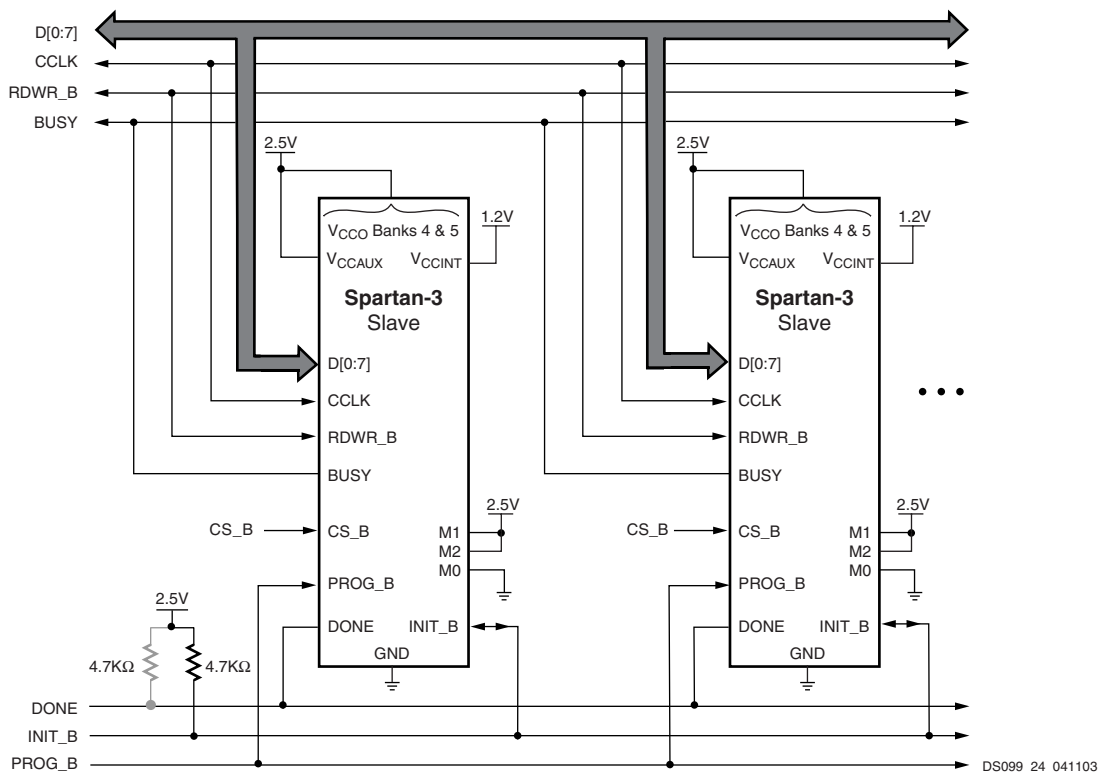 D[0:7]
CCLK
RDWR_B
BUSY
2.5V
VCCO Banks 4 & 5
1.2V
VCCAUX VCCINT
Spartan-3
Slave
D[0:7]
CCLK
RDWR_B
BUSY
2.5V
CS_B
CS_B
M1
M2
M0
PROG_B
DONE INIT_B
GND
2.5V
VCCO Banks 4 & 5
1.2V
VCCAUX VCCINT
Spartan-3
Slave
D[0:7]
CCLK
RDWR_B
BUSY
2.5V
CS_B
CS_B
M1
M2
M0
PROG_B
DONE INIT_B
GND
• • •
2.5V
4.7KΩ
4.7KΩ
DONE
INIT_B
PROG_B
DS099_24_041103